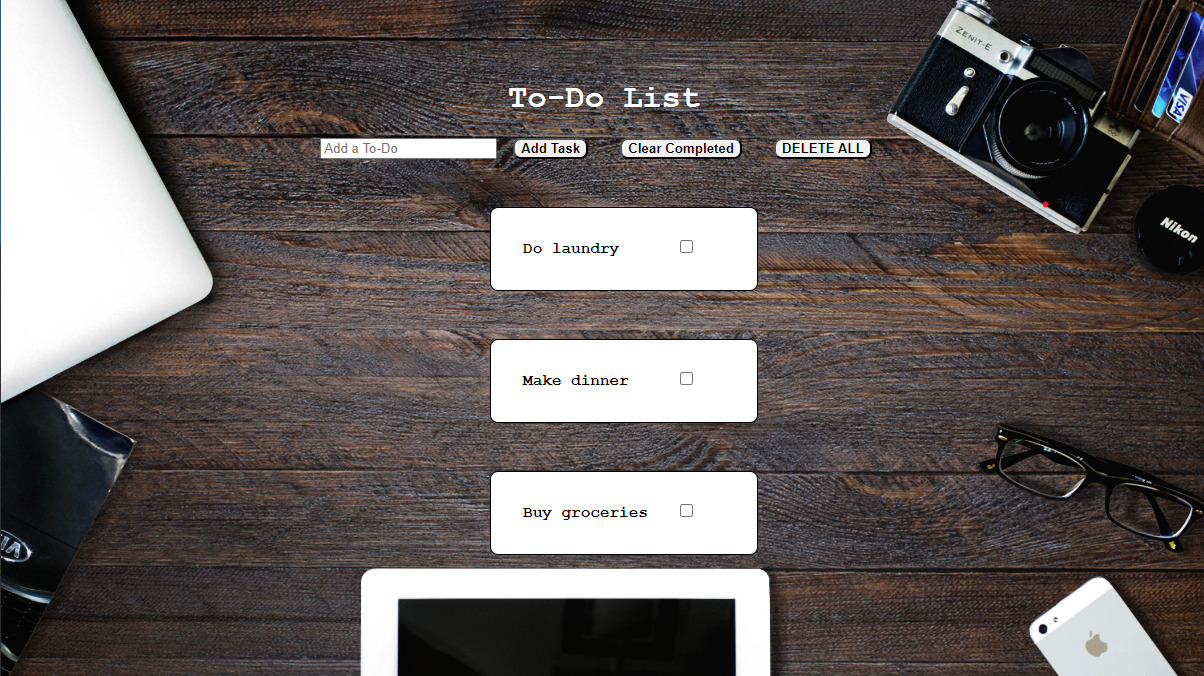 To-Do List
Add a To-Do
Add Task
Clear Completed
DELETE ALL
Do laundry
Make dinner
Buy groceries
ZENIT-E
VISA
Nikon
KIA